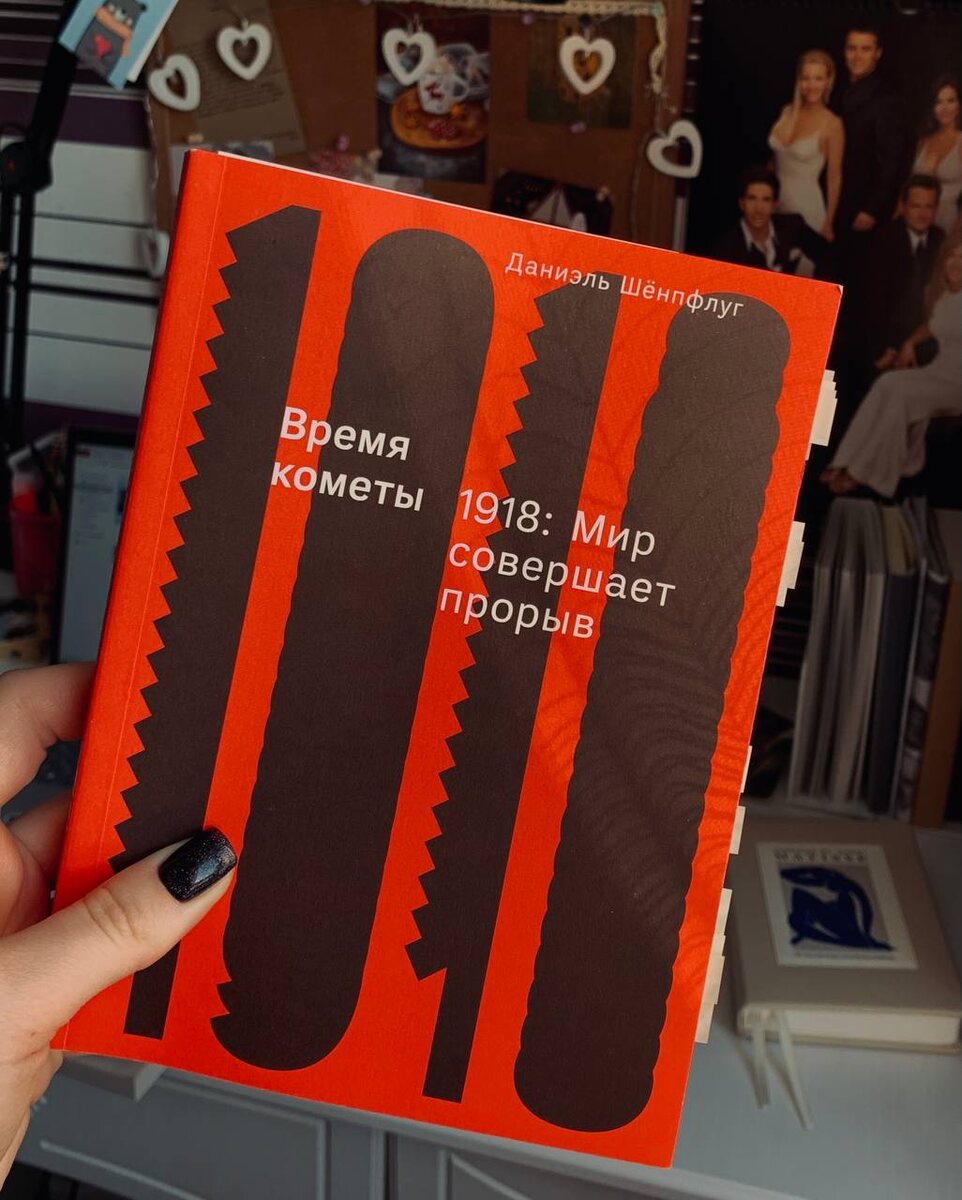 Даниэль Шёнпфлуг
Время
кометы
1918: Мир
совершает
прорыв